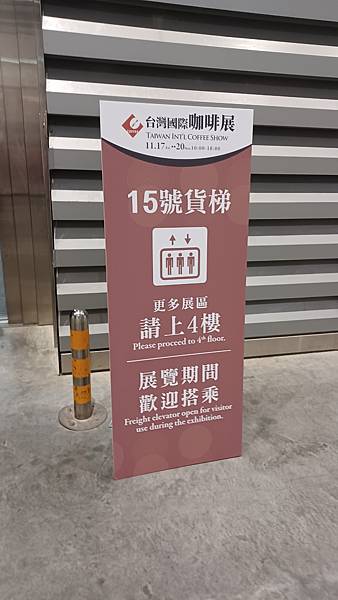 台灣國際咖啡展
TAIWAN INT'L COFFEE SHOW
11.17Fri.--20Mon.10:00-18:00
15號貨梯
更多展區
請上4樓
Please proceed to 4th floor.
展覽期間
歡迎搭乘
Freight elevator open for visitor
use during the exhibition.